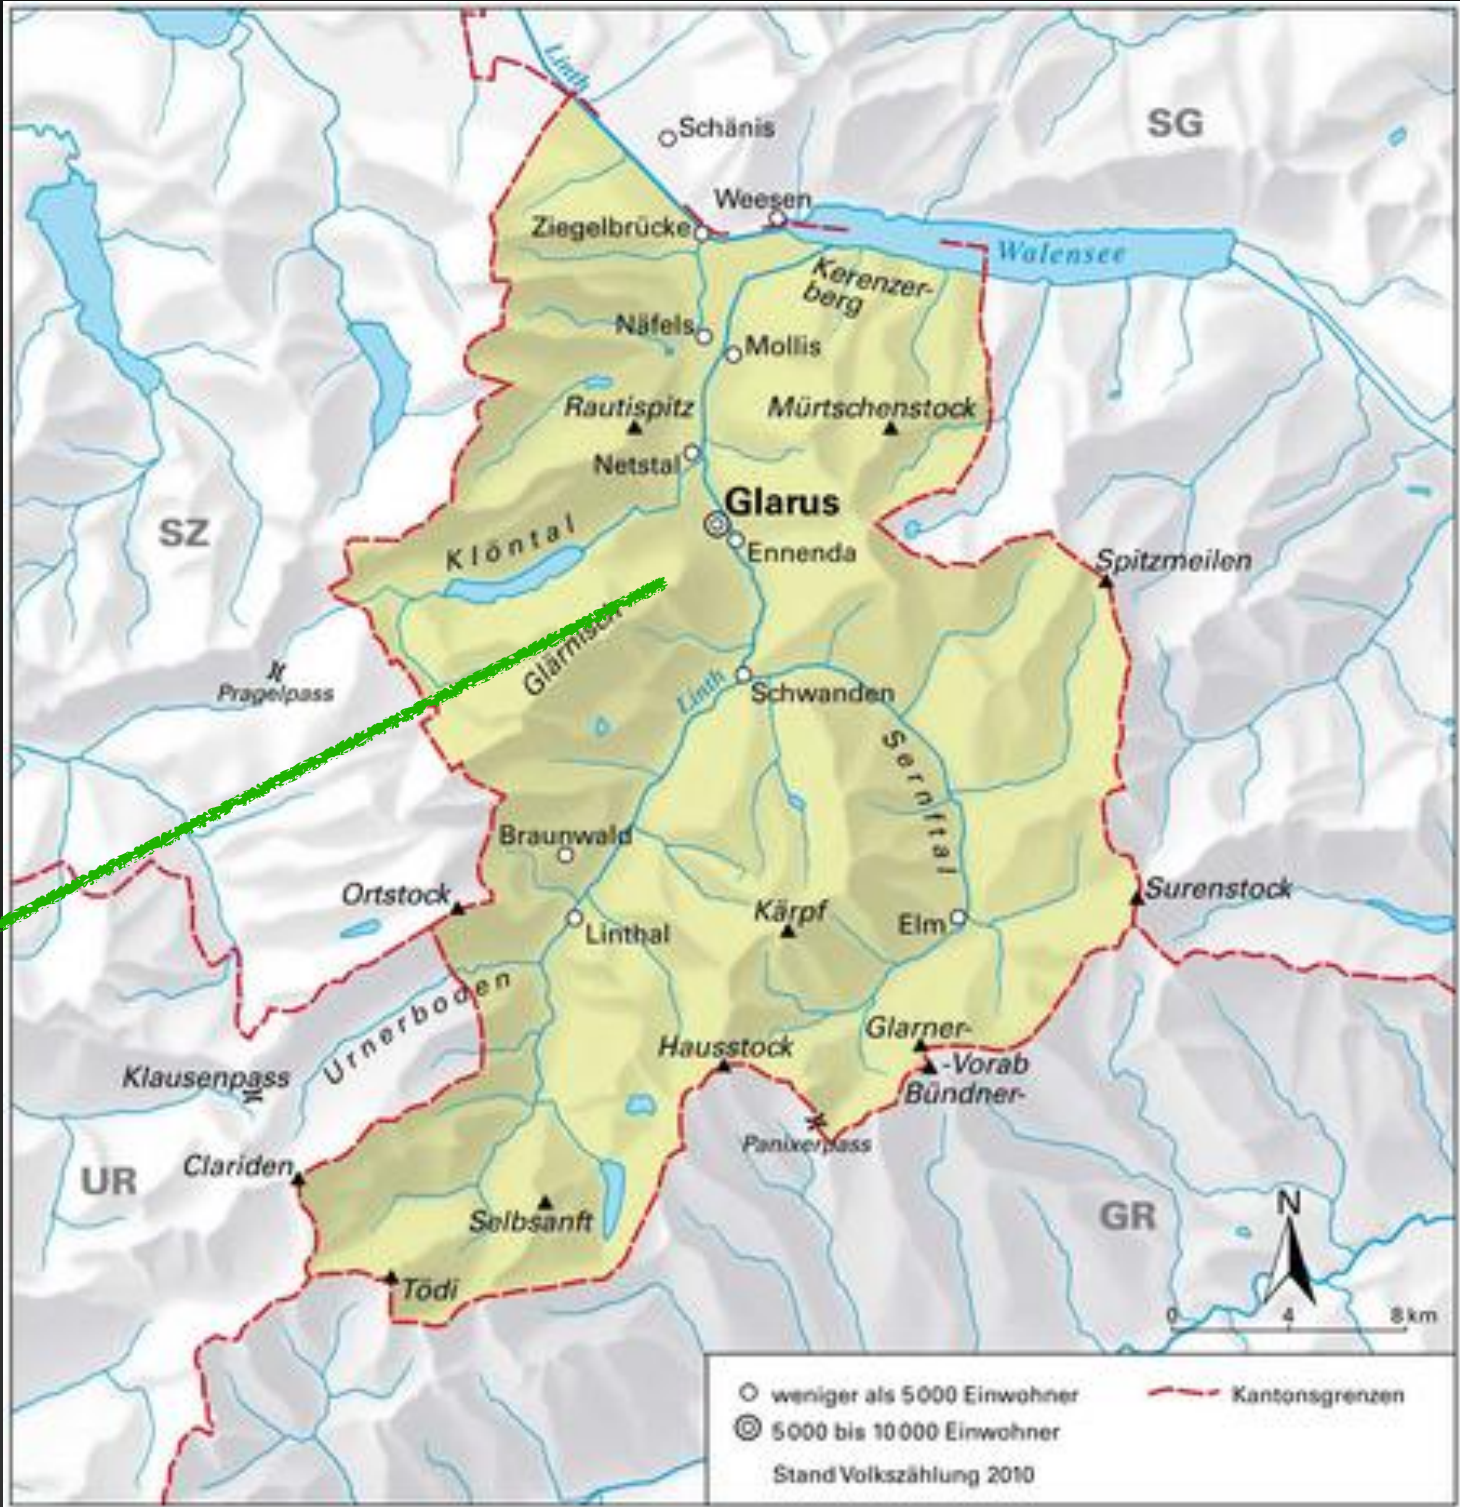 Linth
Schänis
SG
Weesen
Ziegelbrücke
Walensee
Kerenzer-
berg
Näfels
Mollis
Rautispitz
Mürtschenstock
Netstal
Glarus
SZ
Klöntal
Ennenda
Spitzmeilen
Glärnisch
Pragelpass
Linth
Schwanden
Sernftal
Braunwald
Ortstock
Surenstock
Kärpf
Elm
Linthal
Urnerboden
Glarner-
Hausstock
-Vorab
Klausenpass
Bündner-
Panixerpass
Clariden
UR
Selbsanft
GR
N
Tödi
0 4 8 km
weniger als 5000 Einwohner
Kantonsgrenzen
5000 bis 10000 Einwohner
Stand Volkszählung 2010